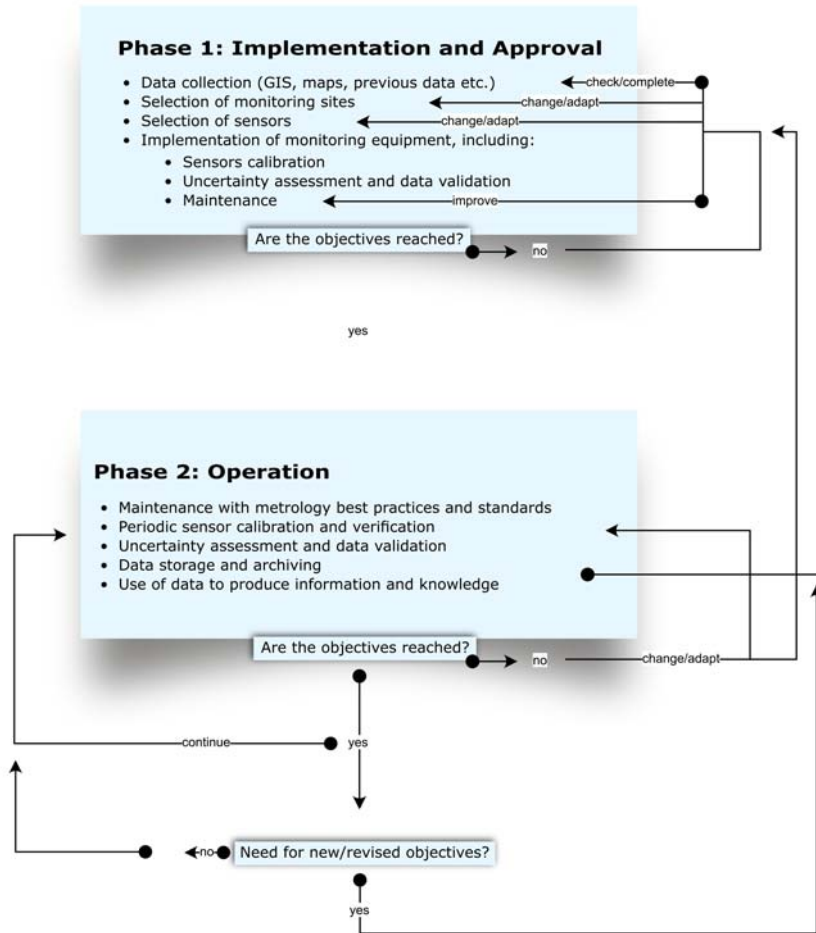 Phase 1: Implementation and Approval
• Data collection (GIS, maps, previous data etc.)
check/complete
• Selection of monitoring sites
change/adapt
• Selection of sensors
change/adapt
• Implementation of monitoring equipment, including:
• Sensors calibration
• Uncertainty assessment and data validation
• Maintenance
improve
Are the objectives reached?
no
yes
Phase 2: Operation
• Maintenance with metrology best practices and standards
• Periodic sensor calibration and verification
• Uncertainty assessment and data validation
• Data storage and archiving
• Use of data to produce information and knowledge
Are the objectives reached?
no
change/adapt
continue
yes
no
Need for new/revised objectives?
yes